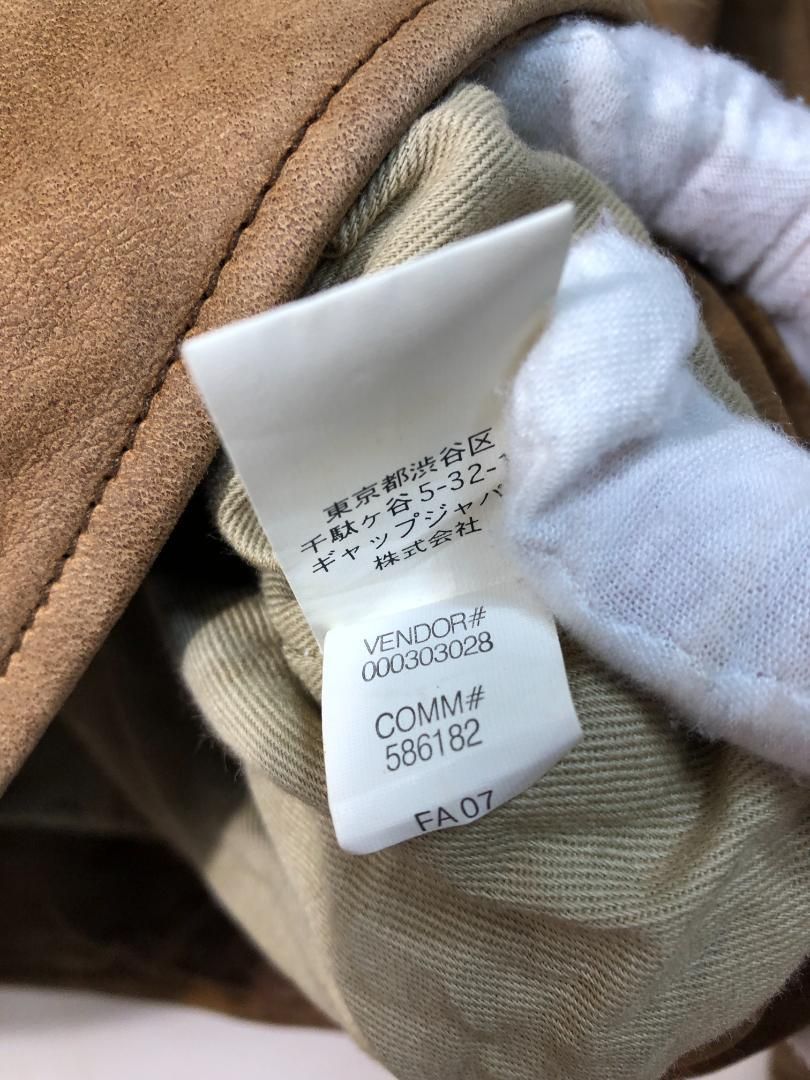 東京都渋谷区
千駄ヶ谷5-32-
ギャップジャパ
株式会社
VENDOR#
000303028
COMM#
586182
FA 07